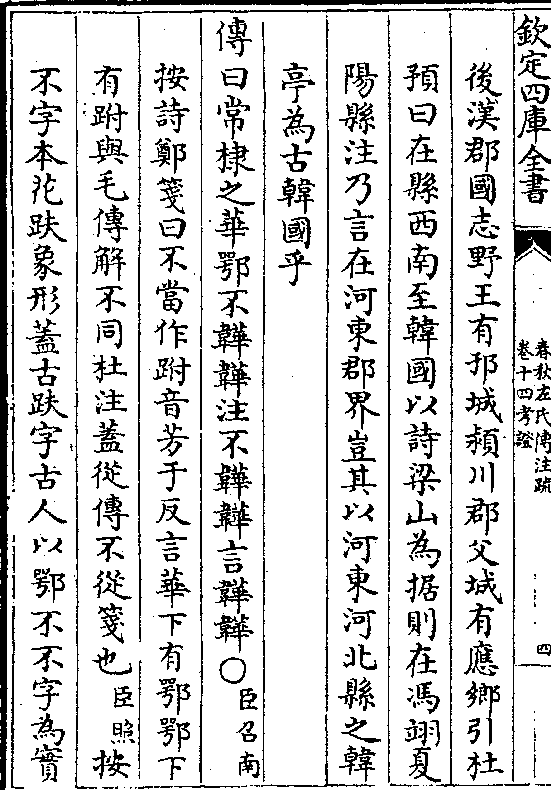 欽定四庫全書
春秋左氏傳注疏
卷十四考證
四
後漢郡國志野王有邘城潁川郡父城有應鄉引杜
預曰在縣西南至韓國以詩梁山為据則在馮翊夏
陽縣注乃言在河東郡界豈其以河東河北縣之韓
亭為古韓國乎
傳曰常棣之華鄂不韡韡注不韡韡言韡韡○臣召南
按詩鄭箋曰不當作跗音芳于反言華下有鄂鄂下
有跗與毛傳解不同杜注蓋從傳不從箋也臣照按
不字本花趺象形蓋古趺字古人以鄂不不字為實